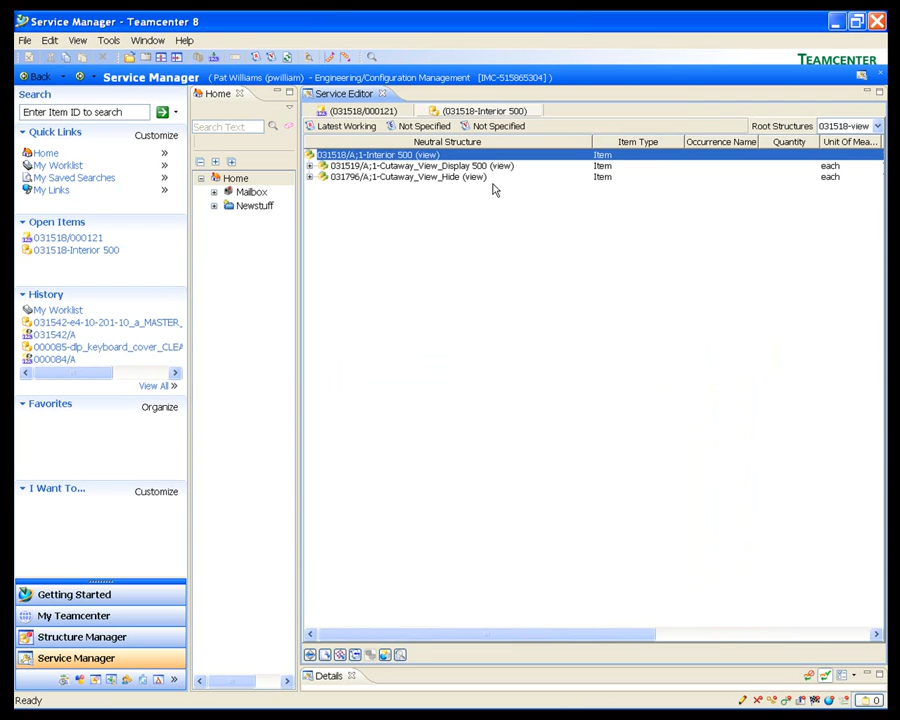 Service Manager - Teamcenter 8
File Edit View Tools Window Help
TEAMCENTER
Back Service Manager ( Pat Williams (pwilliam) - Engineering/Configuration Management [IMC-515865304] )
Search
Enter Item ID to search
Quick Links Customize
Home
My Worklist
My Saved Searches
My Links
Open Items
031518/000121
031518-Interior 500
History
My Worklist
031542-e4-10-201-10_a_MASTER_
031542/A
000085-dlp_keyboard_cover_CLEA
000084/A
View All
Favorites Organize
I Want To... Customize
Getting Started
My Teamcenter
Structure Manager
Service Manager
Ready
Home
Search Text
Home
Mailbox
Newstuff
Service Editor
(031518/000121) (031518-Interior 500)
Latest Working Not Specified Not Specified Root Structures 031518-view
Neutral Structure Item Type Occurrence Name Quantity Unit Of Mea...
031518/A;1-Interior 500 (view) Item
031519/A;1-Cutaway_View_Display 500 (view) Item each
031796/A;1-Cutaway_View_Hide (view) Item each
Details
0